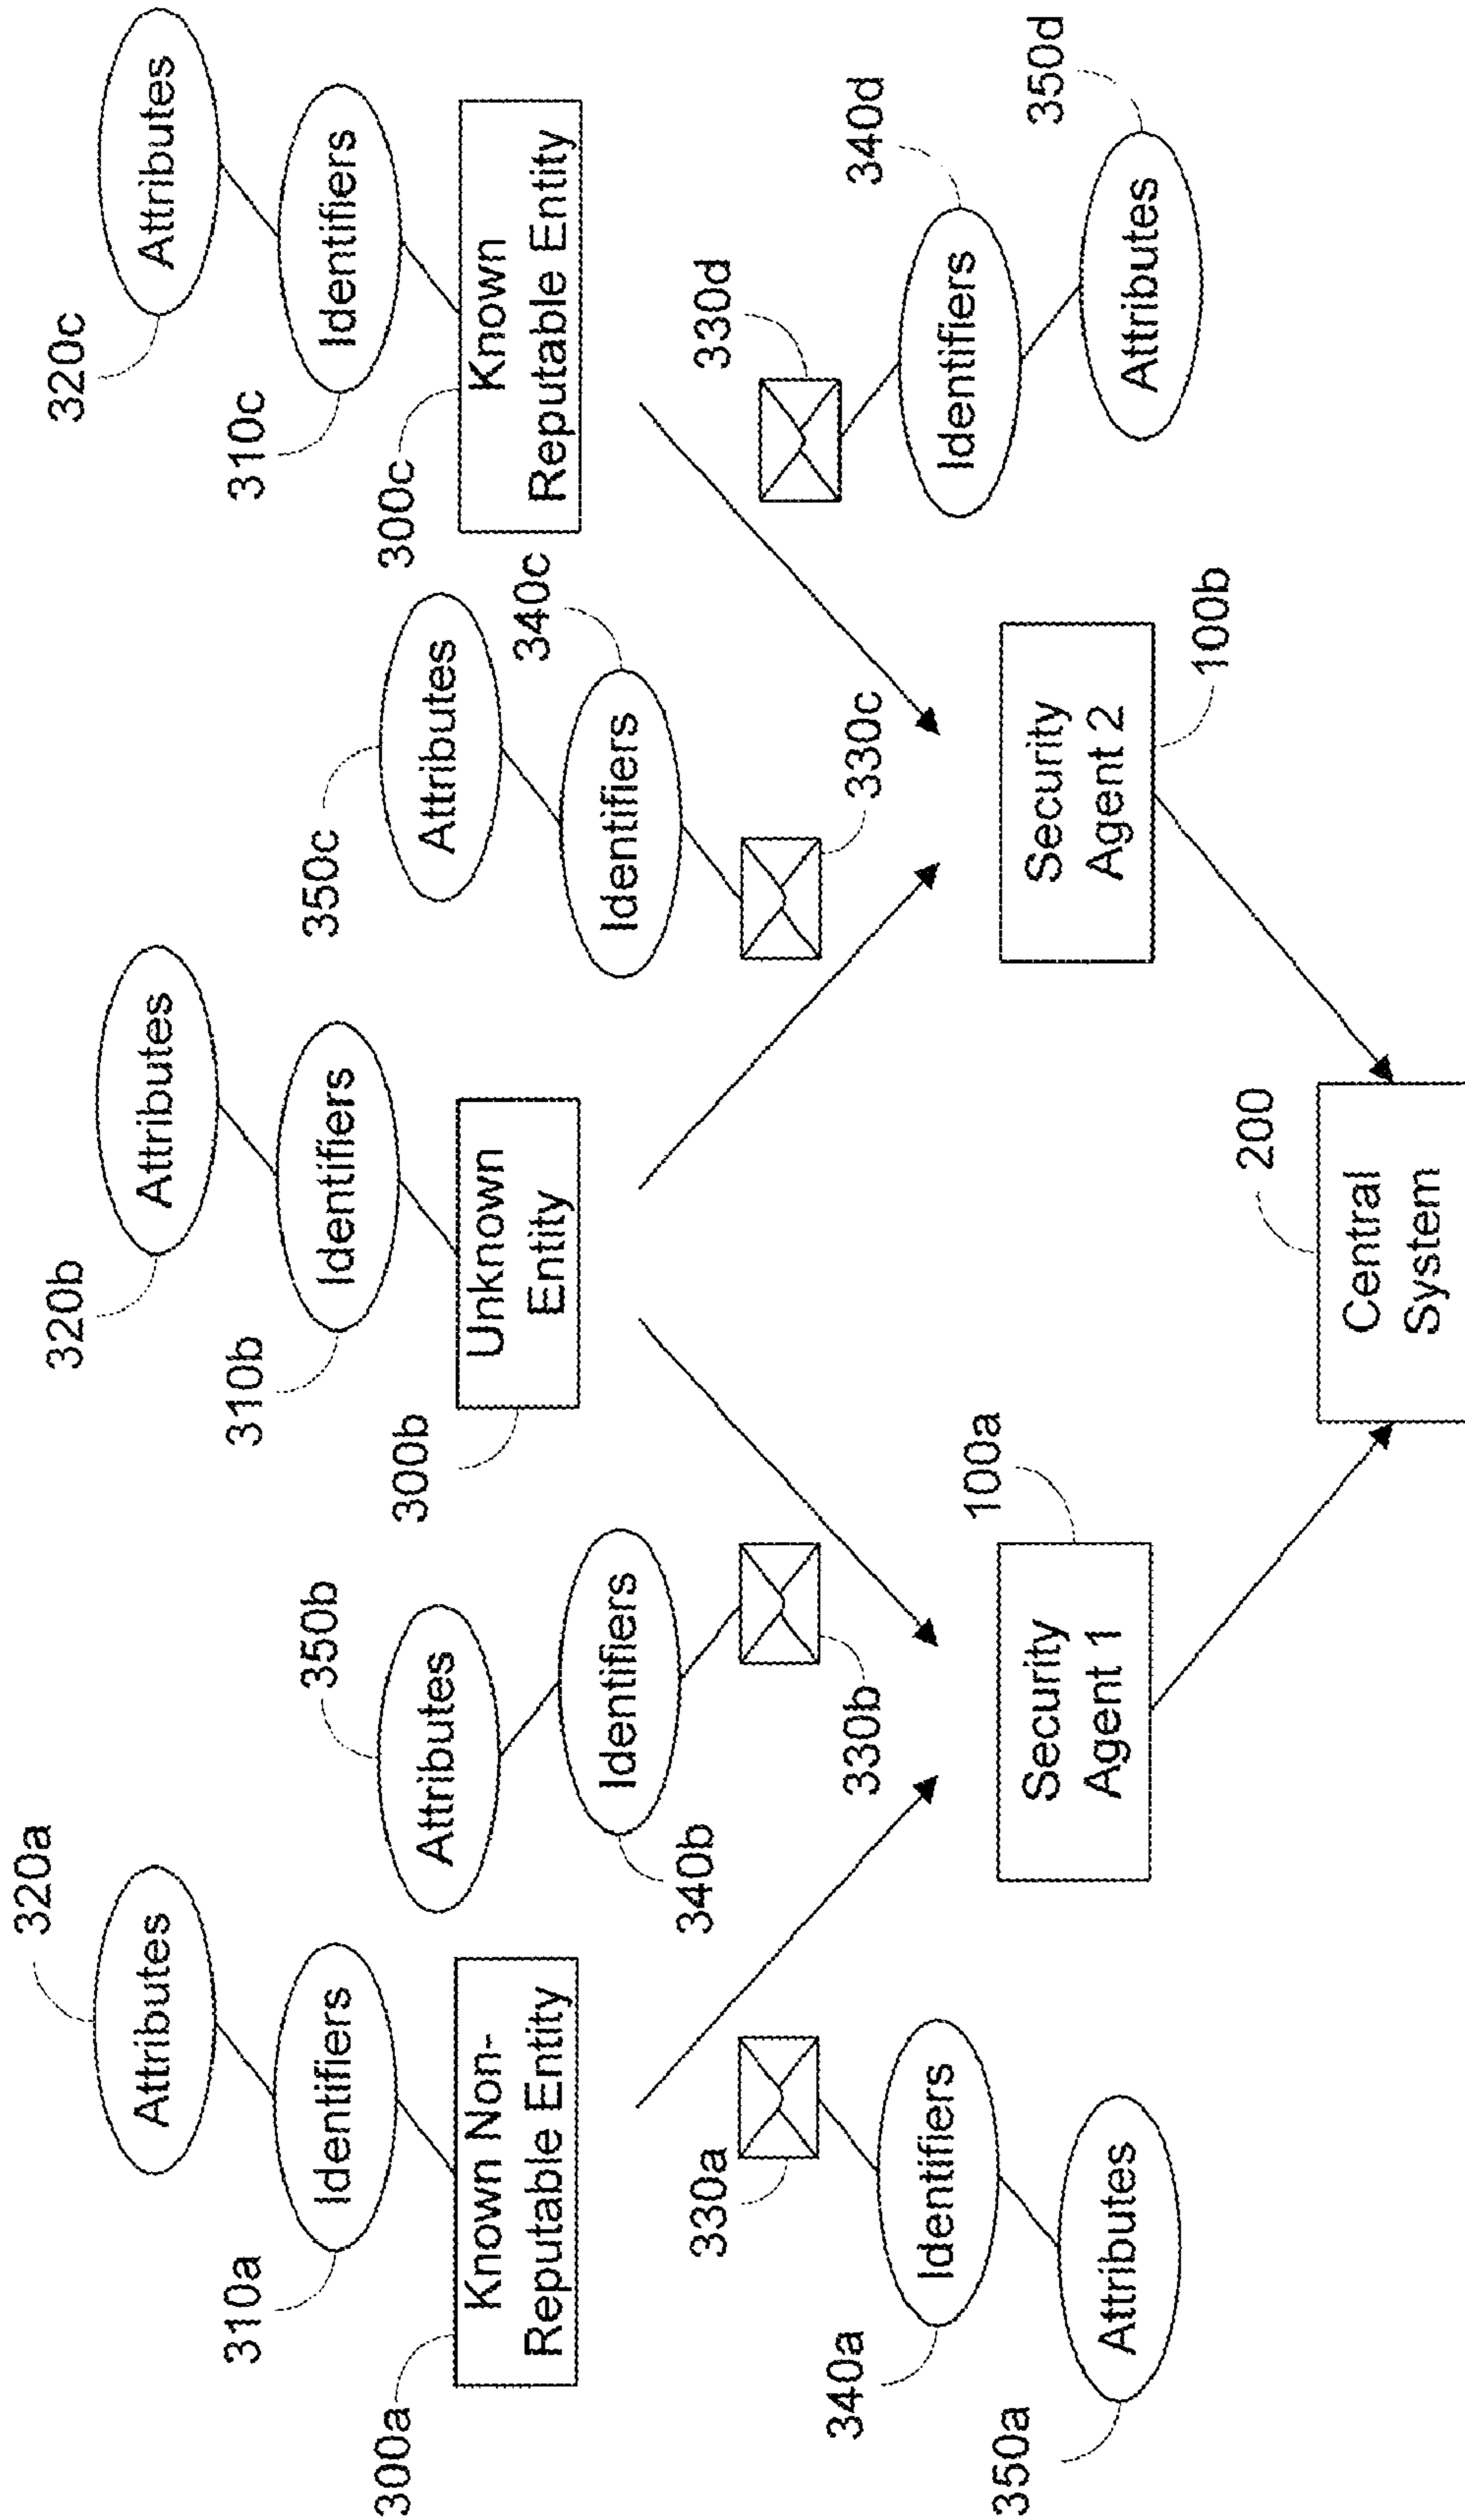 320a
Attributes
320b
Attributes
320c
Attributes
310a
Identifiers
310b
Identifiers
310c
Identifiers
350b
Attributes
350c
Attributes
300a
Known Non-
Reputable Entity
300b
Unknown
Entity
300c
Known
Reputable Entity
340b
Identifiers
340c
Identifiers
330a
330b
330c
330d
340a
Identifiers
340d
Identifiers
350a
Attributes
350d
Attributes
100a
Security
Agent 1
Security
Agent 2
100b
200
Central
System